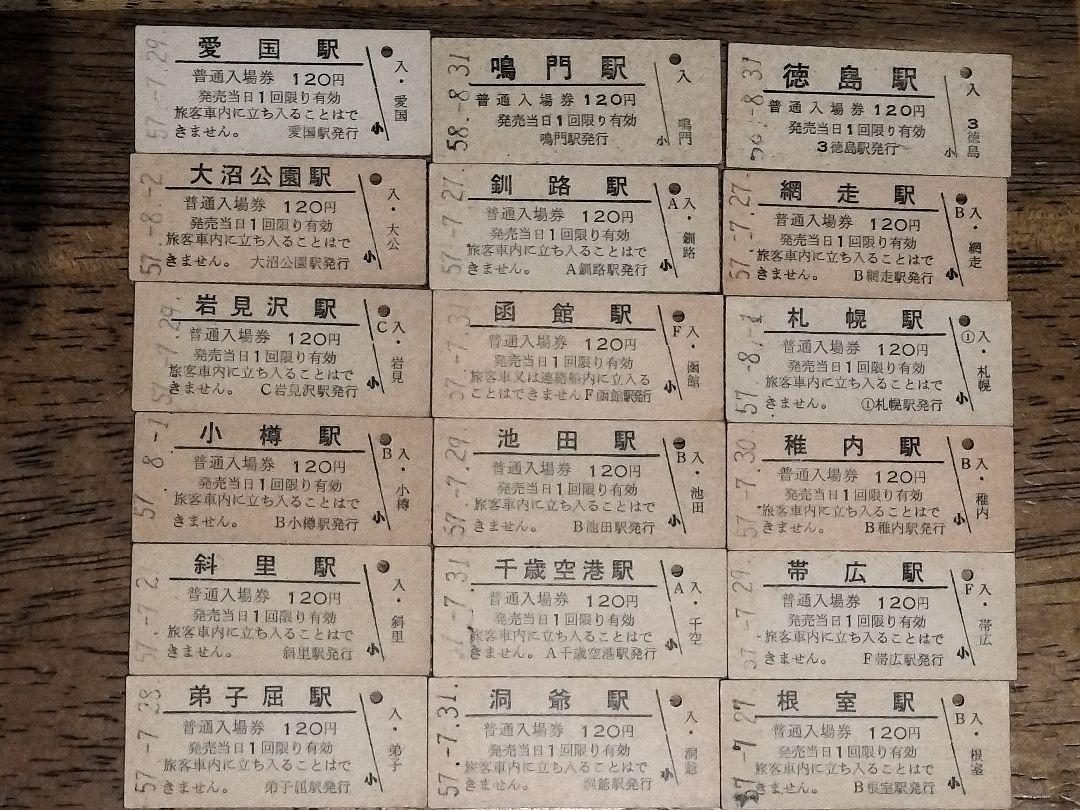 愛国駅
普通入場券 120円
発売当日1回限り有効
旅客車内に立ち入ることはで
きません。 愛国駅発行
57.-7.29
入・愛国
小
鳴門駅
普通入場券 120円
発売当日1回限り有効
鳴門駅発行
58.-8.31
入・鳴門
小
徳島駅
普通入場券 120円
発売当日1回限り有効
3徳島駅発行
-8.31
入・3徳島
小
大沼公園駅
普通入場券 120円
発売当日1回限り有効
旅客車内に立ち入ることはで
きません。 大沼公園駅発行
57.-8.-2
入・大公
小
釧路駅
普通入場券 120円
発売当日1回限り有効
旅客車内に立ち入ることはで
きません。 A釧路駅発行
57.-7.27.
A入・釧路
小
網走駅
普通入場券 120円
発売当日1回限り有効
旅客車内に立ち入ることはで
きません。 B網走駅発行
57.-7.27.
B入・網走
小
岩見沢駅
普通入場券 120円
発売当日1回限り有効
旅客車内に立ち入ることはで
きません。 C岩見沢駅発行
57.-7.29.
C入・岩見
小
函館駅
普通入場券 120円
発売当日1回限り有効
旅客車又は連絡船内に立入る
ことはできません F函館駅発行
57.-7.31
F入・函館
小
札幌駅
普通入場券 120円
発売当日1回限り有効
旅客車内に立ち入ることはで
きません。 ①札幌駅発行
57.-8.-1
①入・札幌
小
小樽駅
普通入場券 120円
発売当日1回限り有効
旅客車内に立ち入ることはで
きません。 B小樽駅発行
57 8.-1
B入・小樽
小
池田駅
普通入場券 120円
発売当日1回限り有効
旅客車内に立ち入ることはで
きません。 B池田駅発行
57.-7.29.
B入・池田
小
稚内駅
普通入場券 120円
発売当日1回限り有効
旅客車内に立ち入ることはで
きません。 B稚内駅発行
57.-7.30.
B入・稚内
小
斜里駅
普通入場券 120円
発売当日1回限り有効
旅客車内に立ち入ることはで
きません。 斜里駅発行
57.-7.27
入・斜里
小
千歳空港駅
普通入場券 120円
発売当日1回限り有効
旅客車内に立ち入ることはで
きません。 A千歳空港駅発行
-7.31
A入・千空
小
帯広駅
普通入場券 120円
発売当日1回限り有効
旅客車内に立ち入ることはで
きません。 F帯広駅発行
57.-7.29.
F入・帯広
小
弟子屈駅
普通入場券 120円
発売当日1回限り有効
旅客車内に立ち入ることはで
きません。 弟子屈駅発行
57.-7.28
入・弟子
小
洞爺駅
普通入場券 120円
発売当日1回限り有効
旅客車内に立ち入ることはで
きません。 洞爺駅発行
57.-7.31.
入・洞爺
小
根室駅
普通入場券 120円
発売当日1回限り有効
旅客車内に立ち入ることはで
きません。 B根室駅発行
57.-7.27
B入・根室
小